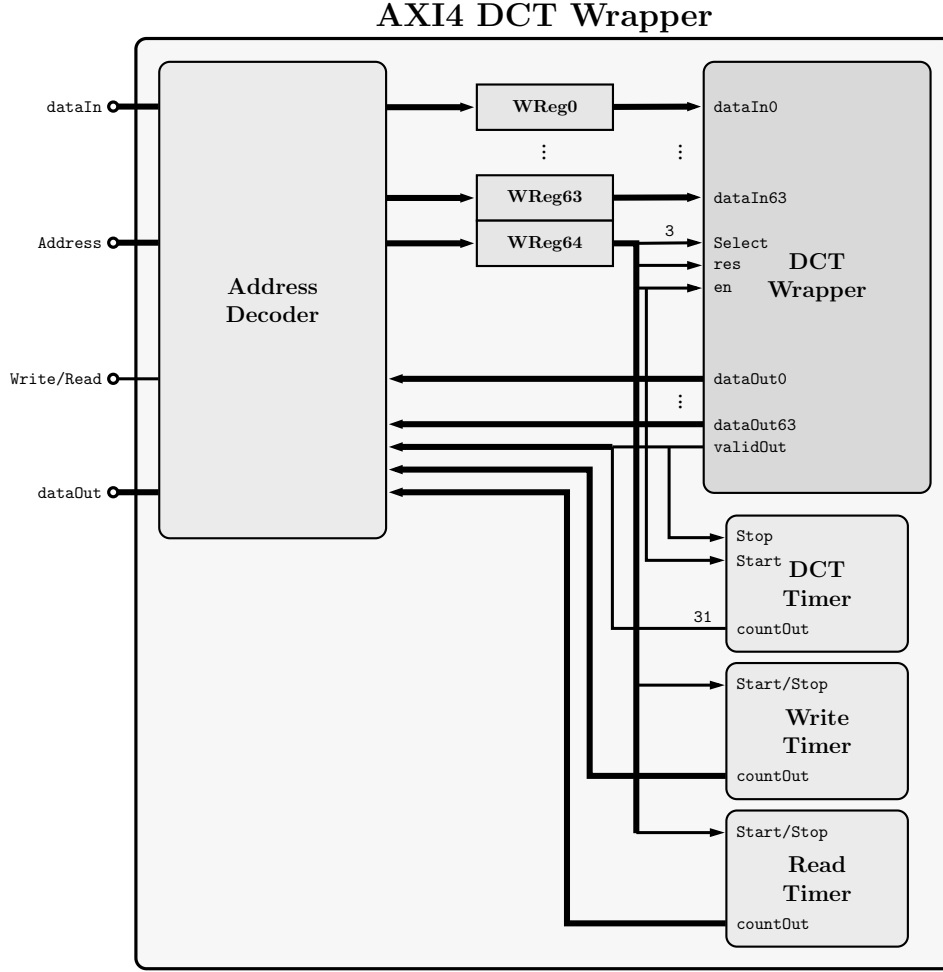 AXI4 DCT Wrapper
dataIn
WReg0
dataIn0
⋮ ⋮
WReg63
dataIn63
Address
WReg64
3
Select
res
en
DCT
Wrapper
Address
Decoder
Write/Read
dataOut0
⋮
dataOut63
validOut
dataOut
Stop
Start
DCT
Timer
31
countOut
Start/Stop
Write
Timer
countOut
Start/Stop
Read
Timer
countOut